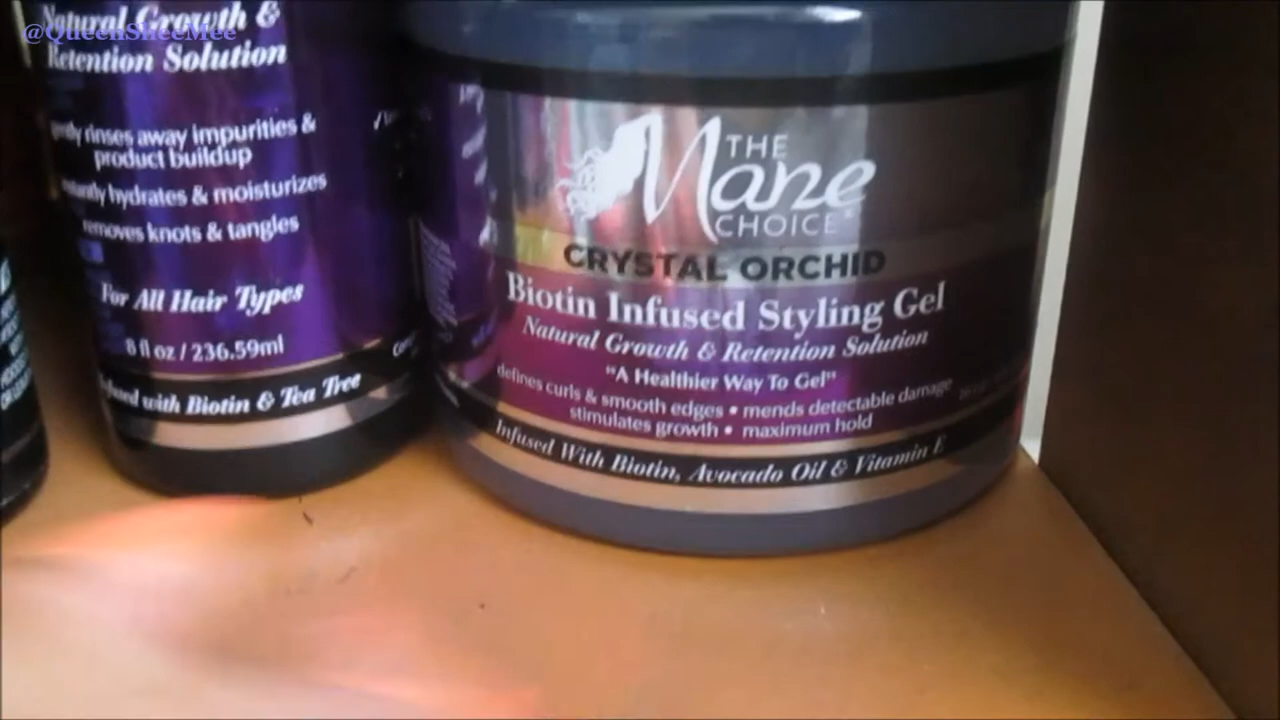 @QueenSheeMee
Natural Growth &
Retention Solution
rinses away impurities &
product buildup
hydrates & moisturizes
removes knots & tangles
For All Hair Types
8 fl oz / 236.59ml
with Biotin & Tea Tree
THE
Mane
CHOICE
CRYSTAL ORCHID
Biotin Infused Styling Gel
Natural Growth & Retention Solution
"A Healthier Way To Gel"
defines curls & smooth edges • mends detectable damage
stimulates growth • maximum hold
Infused With Biotin, Avocado Oil & Vitamin E